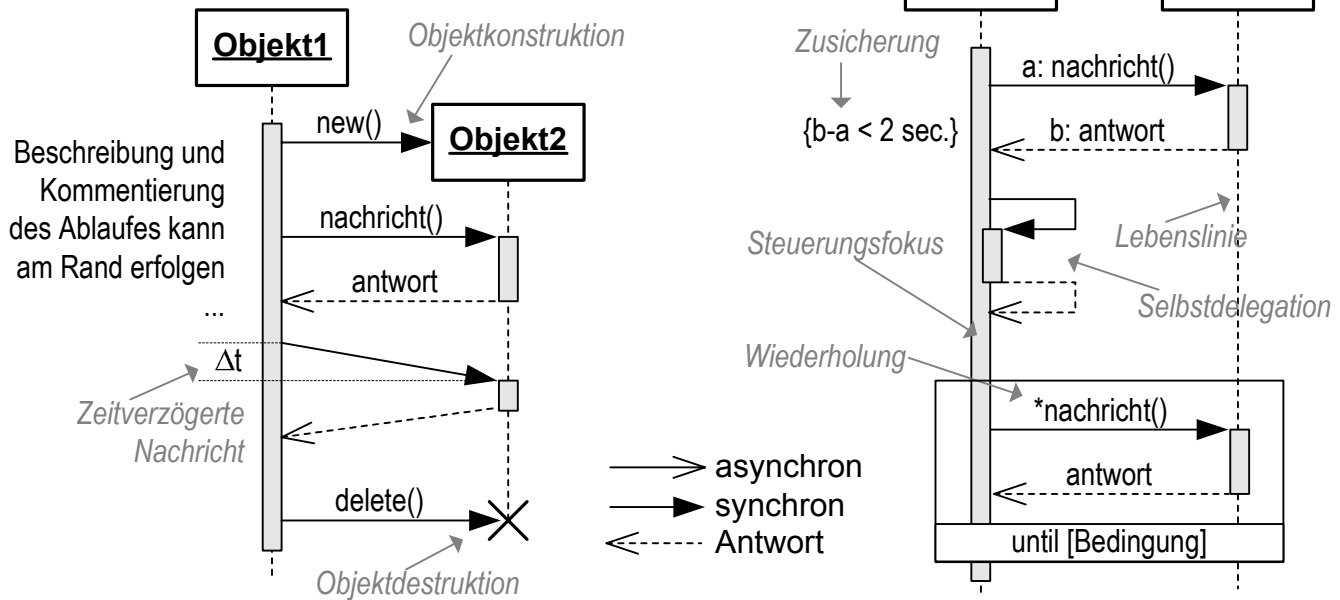 Objekt1
Objektkonstruktion
new()
Objekt2
Beschreibung und
Kommentierung
des Ablaufes kann
am Rand erfolgen
...
nachricht()
antwort
Δt
Zeitverzögerte
Nachricht
delete()
Objektdestruktion
asynchron
synchron
Antwort
Zusicherung
a: nachricht()
{b-a < 2 sec.}
b: antwort
Steuerungsfokus
Lebenslinie
Selbstdelegation
Wiederholung
*nachricht()
antwort
until [Bedingung]